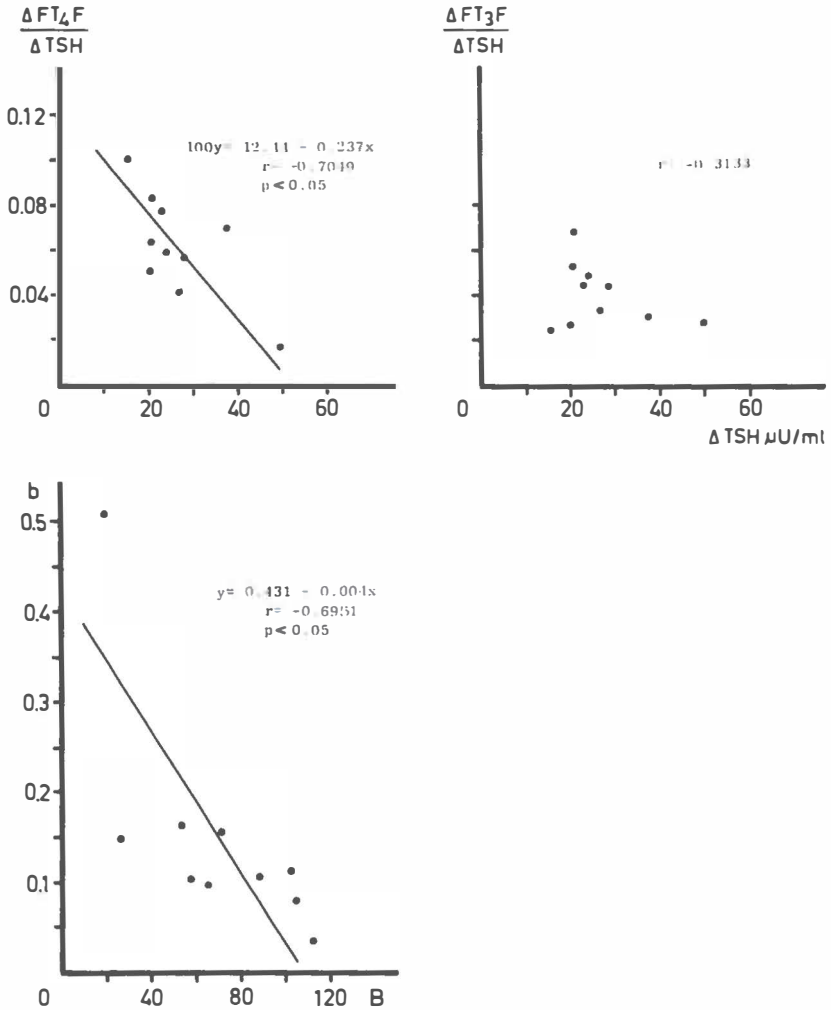 ΔFT₄F
ΔTSH
0.12
0.08
0.04
0
20
40
60
100y= 12.11 - 0.237x
r= -0.7049
p<0.05
ΔFT₃F
ΔTSH
r= -0.3133
0
20
40
60
ΔTSH μU/ml
b
0.5
0.4
0.3
0.2
0.1
0
40
80
120
B
y= 0.431 - 0.004x
r= -0.6951
p<0.05